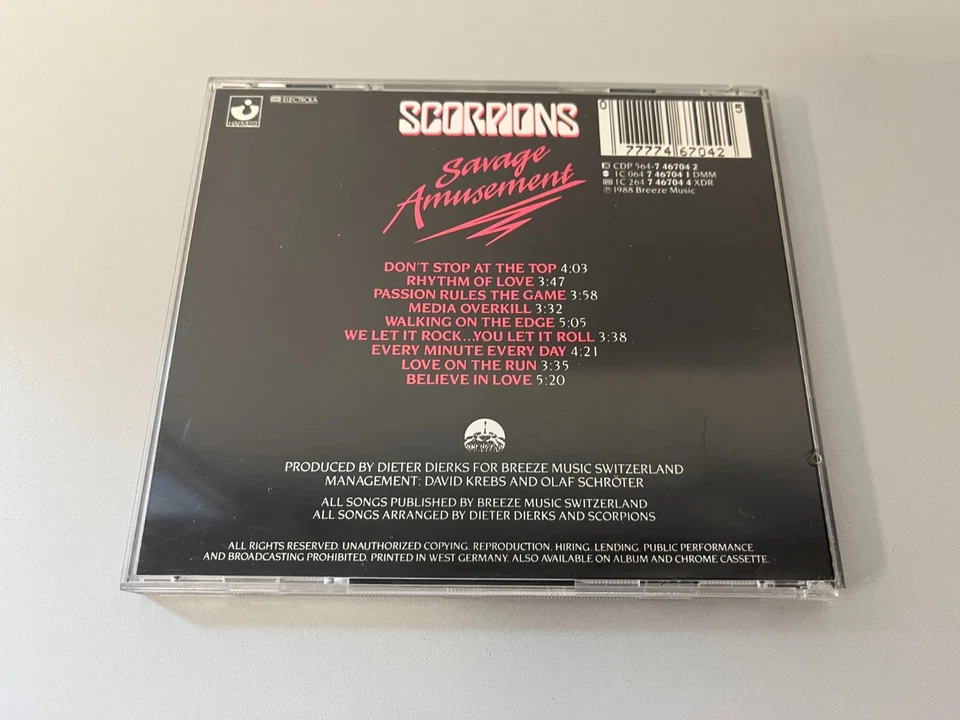 HARVEST
EMI ELECTROLA
SCORPIONS
Savage
Amusement
0 77774 67042 5
CDP 564-7 46704 2
1C 064 7 46704 1 DMM
1C 264 7 46704 4 XDR
℗ 1988 Breeze Music
DON'T STOP AT THE TOP 4:03
RHYTHM OF LOVE 3:47
PASSION RULES THE GAME 3:58
MEDIA OVERKILL 3:32
WALKING ON THE EDGE 5:05
WE LET IT ROCK...YOU LET IT ROLL 3:38
EVERY MINUTE EVERY DAY 4:21
LOVE ON THE RUN 3:35
BELIEVE IN LOVE 5:20
PRODUCED BY DIETER DIERKS FOR BREEZE MUSIC SWITZERLAND
MANAGEMENT: DAVID KREBS AND OLAF SCHRÖTER
ALL SONGS PUBLISHED BY BREEZE MUSIC SWITZERLAND
ALL SONGS ARRANGED BY DIETER DIERKS AND SCORPIONS
ALL RIGHTS RESERVED. UNAUTHORIZED COPYING, REPRODUCTION, HIRING, LENDING, PUBLIC PERFORMANCE
AND BROADCASTING PROHIBITED. PRINTED IN WEST GERMANY. ALSO AVAILABLE ON ALBUM AND CHROME CASSETTE.